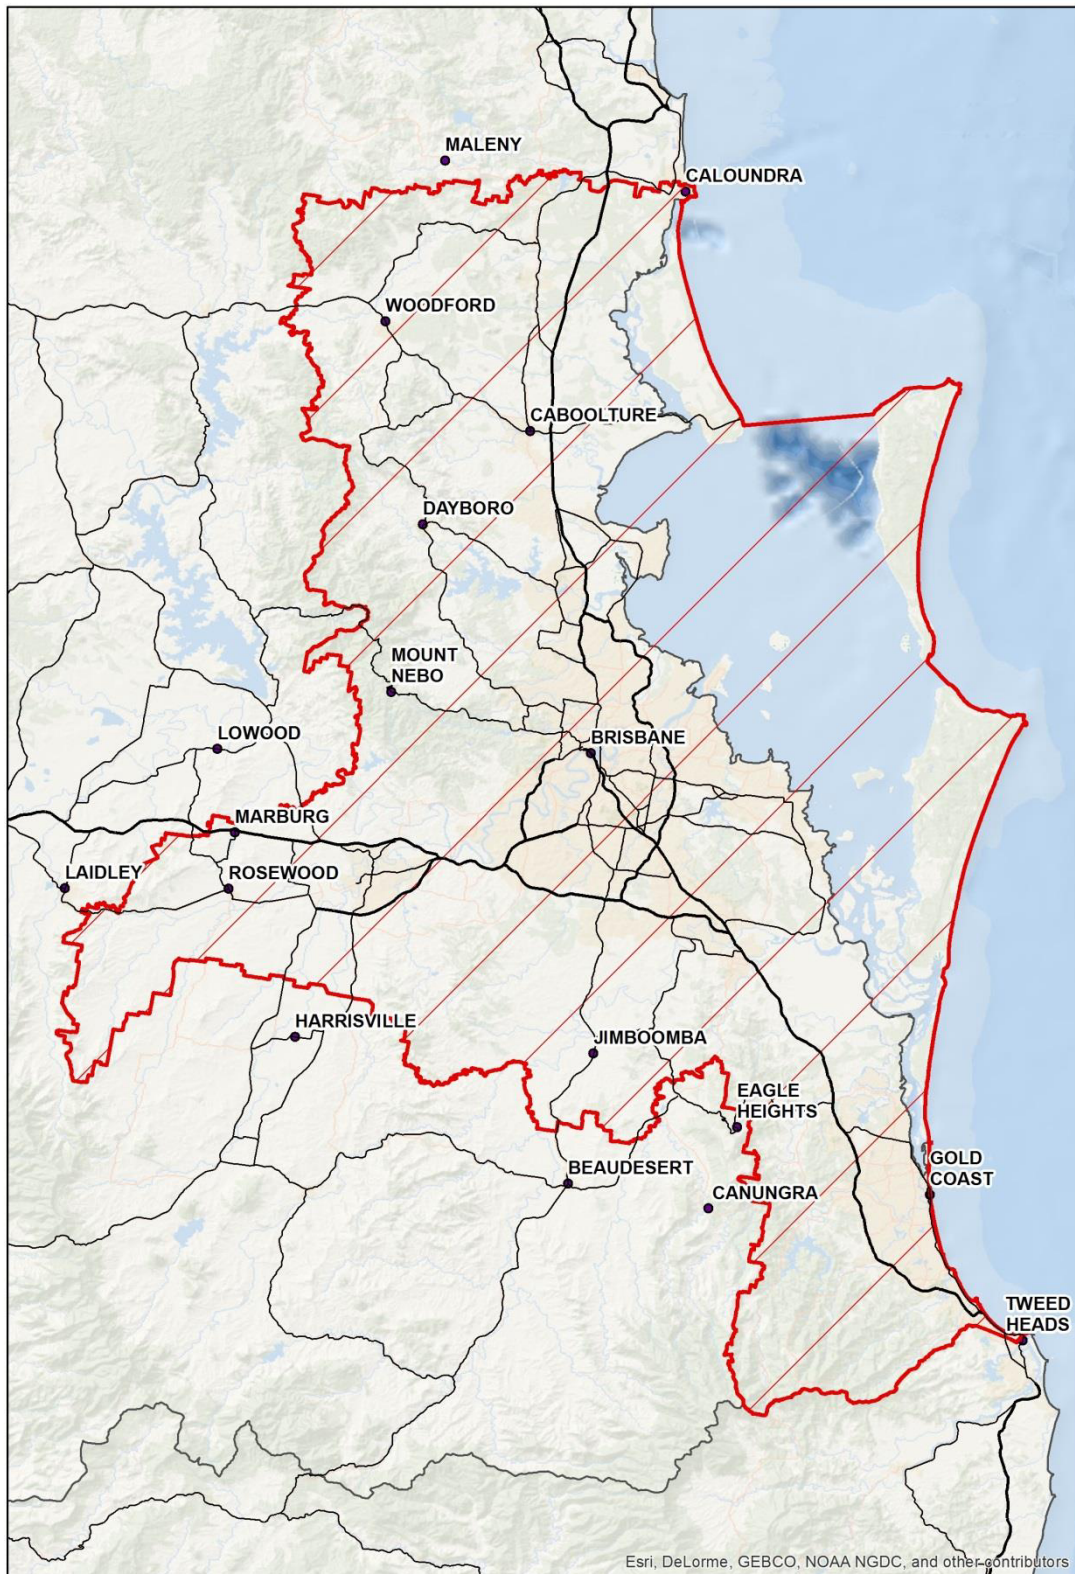 MALENY
CALOUNDRA
WOODFORD
CABOOLTURE
DAYBORO
MOUNT
NEBO
LOWOOD
BRISBANE
MARBURG
LAIDLEY
ROSEWOOD
HARRISVILLE
JIMBOOMBA
EAGLE
HEIGHTS
BEAUDESERT
GOLD
COAST
CANUNGRA
TWEED
HEADS
Esri, DeLorme, GEBCO, NOAA NGDC, and other contributors